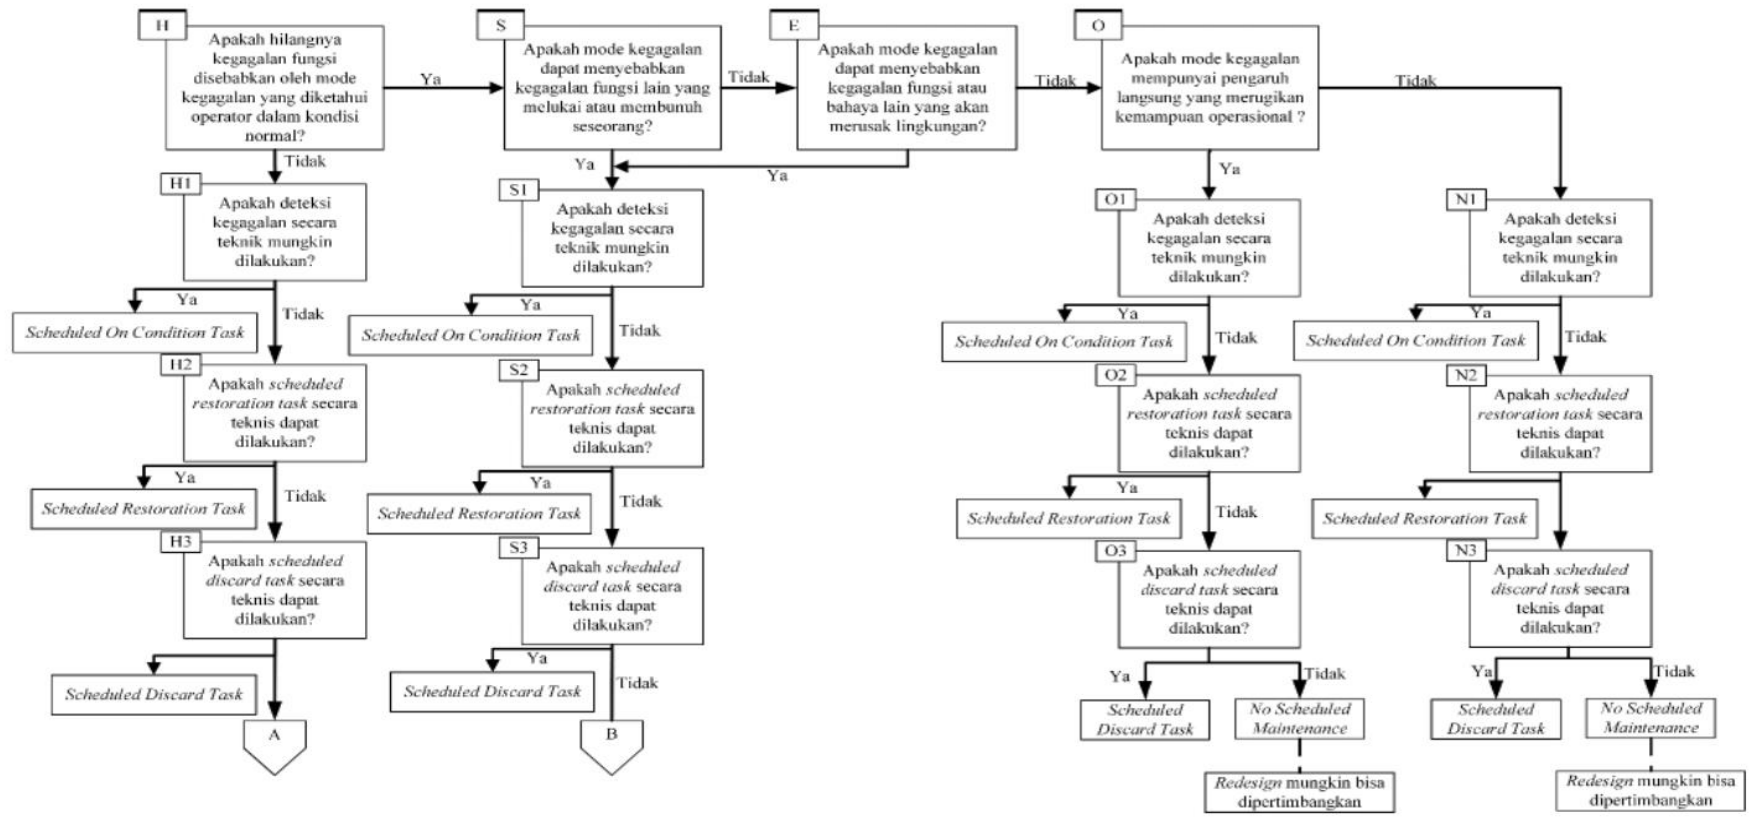 H
Apakah hilangnya
kegagalan fungsi
disebabkan oleh mode
kegagalan yang diketahui
operator dalam kondisi
normal?
Ya
Tidak
S
Apakah mode kegagalan
dapat menyebabkan
kegagalan fungsi lain yang
melukai atau membunuh
seseorang?
Tidak
Ya
E
Apakah mode kegagalan
dapat menyebabkan
kegagalan fungsi atau
bahaya lain yang akan
merusak lingkungan?
Tidak
Ya
O
Apakah mode kegagalan
mempunyai pengaruh
langsung yang merugikan
kemampuan operasional ?
Tidak
Ya
H1
Apakah deteksi
kegagalan secara
teknik mungkin
dilakukan?
Ya
Tidak
Scheduled On Condition Task
H2
Apakah scheduled
restoration task secara
teknis dapat
dilakukan?
Ya
Tidak
Scheduled Restoration Task
H3
Apakah scheduled
discard task secara
teknis dapat
dilakukan?
Scheduled Discard Task
A
S1
Apakah deteksi
kegagalan secara
teknik mungkin
dilakukan?
Ya
Tidak
Scheduled On Condition Task
S2
Apakah scheduled
restoration task secara
teknis dapat
dilakukan?
Ya
Tidak
Scheduled Restoration Task
S3
Apakah scheduled
discard task secara
teknis dapat
dilakukan?
Ya
Tidak
Scheduled Discard Task
B
O1
Apakah deteksi
kegagalan secara
teknik mungkin
dilakukan?
Ya
Tidak
Scheduled On Condition Task
O2
Apakah scheduled
restoration task secara
teknis dapat
dilakukan?
Ya
Tidak
Scheduled Restoration Task
O3
Apakah scheduled
discard task secara
teknis dapat
dilakukan?
Ya
Tidak
Scheduled
Discard Task
No Scheduled
Maintenance
Redesign mungkin bisa
dipertimbangkan
N1
Apakah deteksi
kegagalan secara
teknik mungkin
dilakukan?
Ya
Tidak
Scheduled On Condition Task
N2
Apakah scheduled
restoration task secara
teknis dapat
dilakukan?
Scheduled Restoration Task
N3
Apakah scheduled
discard task secara
teknis dapat
dilakukan?
Ya
Tidak
Scheduled
Discard Task
No Scheduled
Maintenance
Redesign mungkin bisa
dipertimbangkan